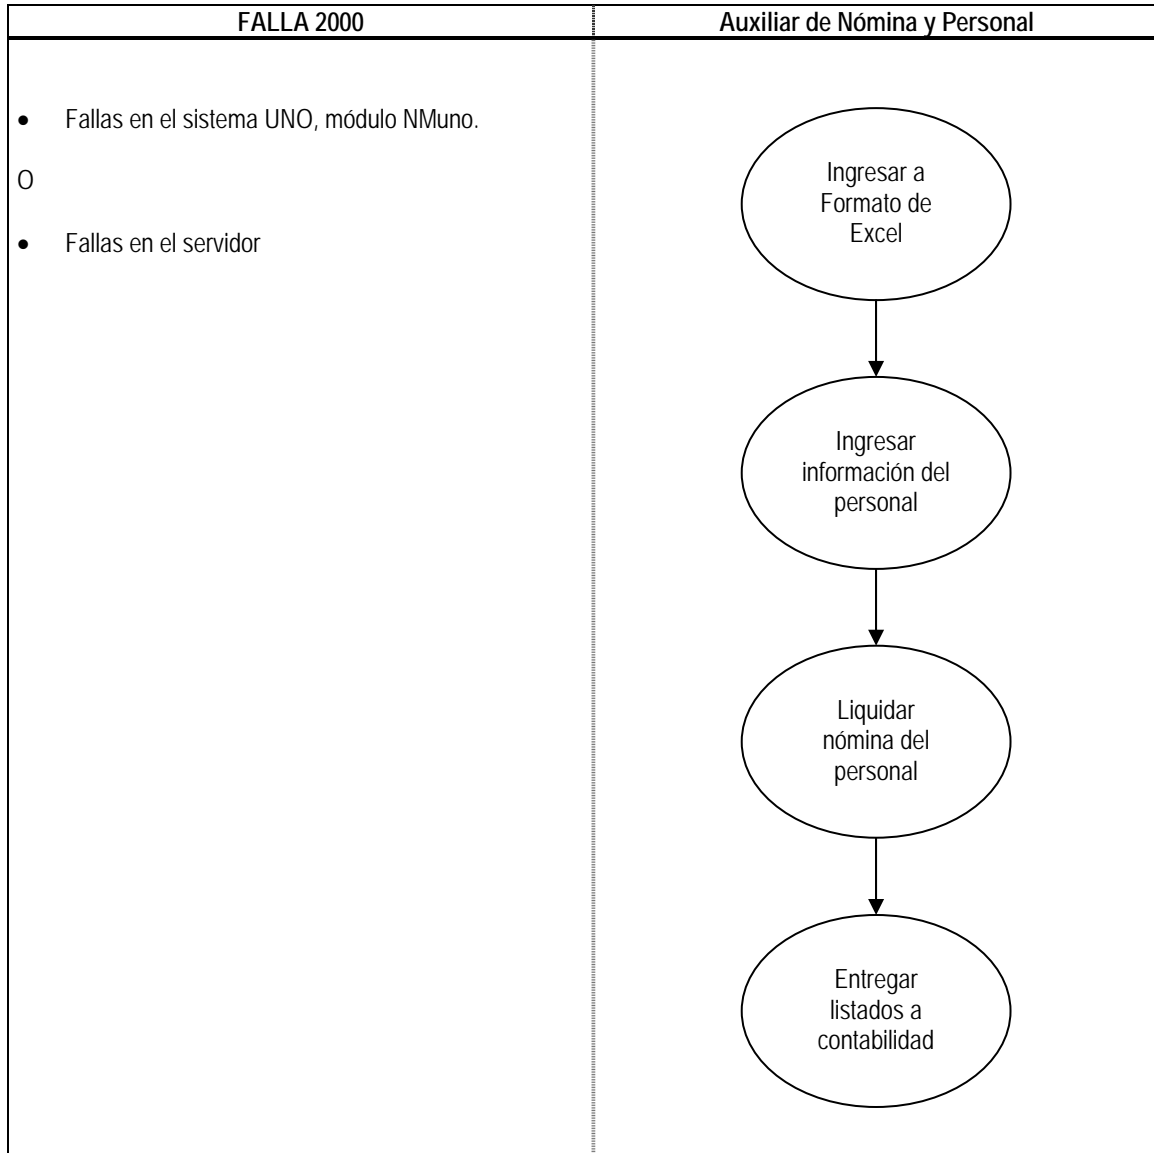 FALLA 2000
Auxiliar de Nómina y Personal
• Fallas en el sistema UNO, módulo NMuno.
O
• Fallas en el servidor
Ingresar a
Formato de
Excel
Ingresar
información del
personal
Liquidar
nómina del
personal
Entregar
listados a
contabilidad